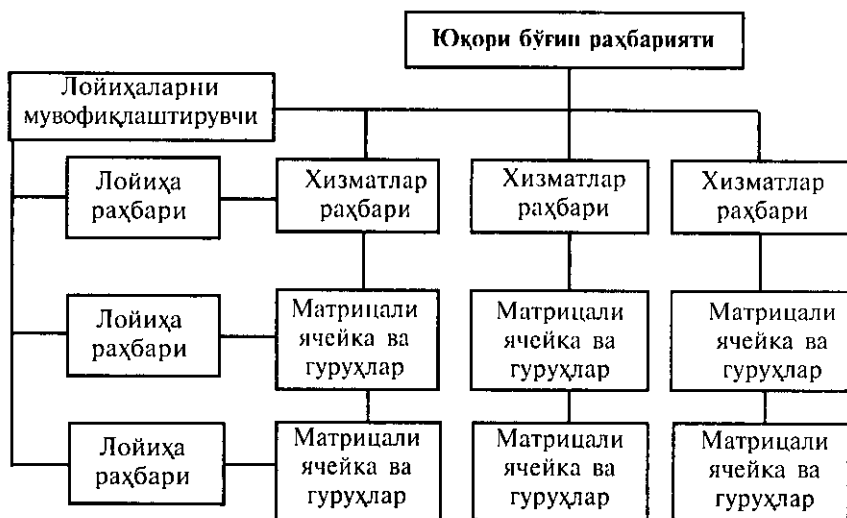 Юқори бўғин раҳбарияти
Лойиҳаларни
мувофиқлаштирувчи
Лойиҳа
раҳбари
Хизматлар
раҳбари
Хизматлар
раҳбари
Хизматлар
раҳбари
Лойиҳа
раҳбари
Матрицали
ячейка ва
гуруҳлар
Матрицали
ячейка ва
гуруҳлар
Матрицали
ячейка ва
гуруҳлар
Лойиҳа
раҳбари
Матрицали
ячейка ва
гуруҳлар
Матрицали
ячейка ва
гуруҳлар
Матрицали
ячейка ва
гуруҳлар